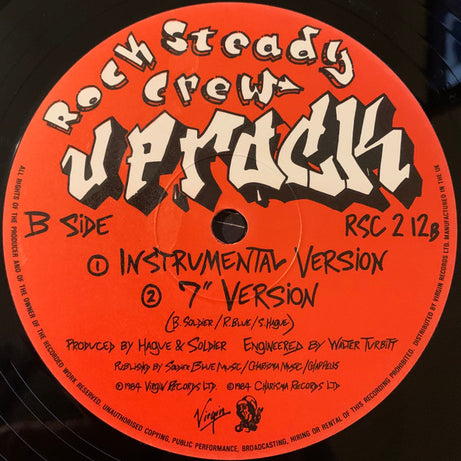 Rock Steady
Crew
UPROCK
B SIDE
RSC 2 12B
① INSTRUMENTAL VERSION
② 7" VERSION
(B. SOLDIER / R. BLUE / S. HAGUE)
PRODUCED BY HAGUE & SOLDIER ENGINEERED BY WALTER TURBITT
PUBLISHED BY SOLDIER BLUE MUSIC / CHARISMA MUSIC / CHAPPELLS
℗ 1984 VIRGIN RECORDS LTD. © 1984 CHARISMA RECORDS LTD
Virgin
ALL RIGHTS OF THE PRODUCER AND OF THE OWNER OF THE RECORDED WORK RESERVED. UNAUTHORISED COPYING, PUBLIC PERFORMANCE, BROADCASTING, HIRING OR RENTAL OF THIS RECORDING PROHIBITED. DISTRIBUTED BY VIRGIN RECORDS LTD. MANUFACTURED IN THE UK